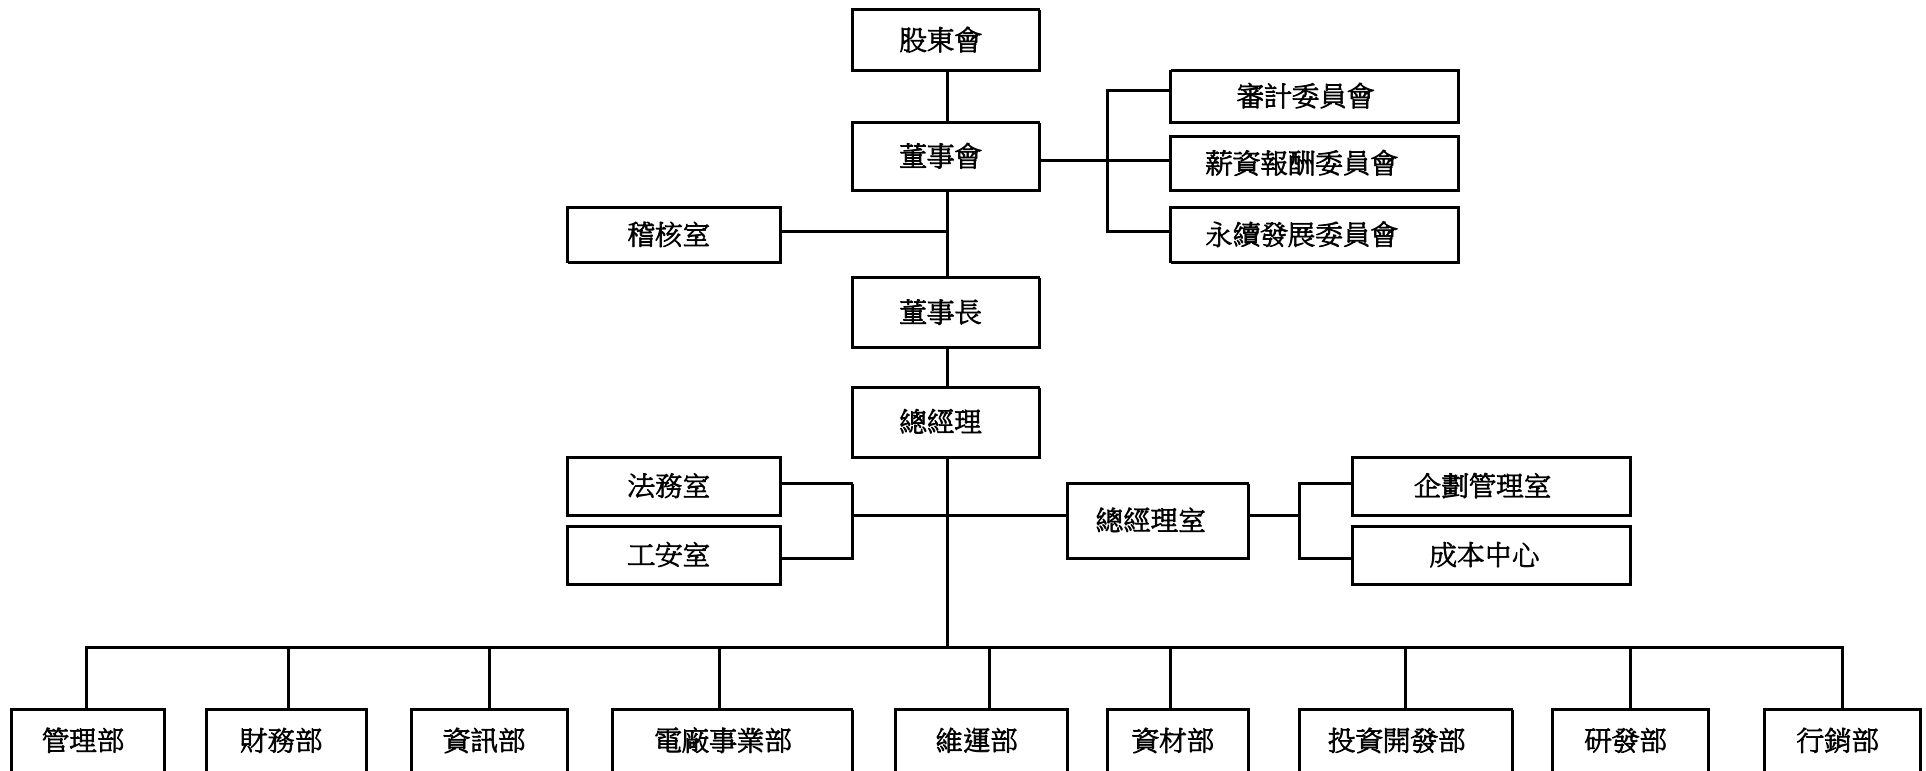 股東會
審計委員會
董事會
薪資報酬委員會
稽核室
永續發展委員會
董事長
總經理
法務室
企劃管理室
總經理室
工安室
成本中心
管理部
財務部
資訊部
電廠事業部
維運部
資材部
投資開發部
研發部
行銷部